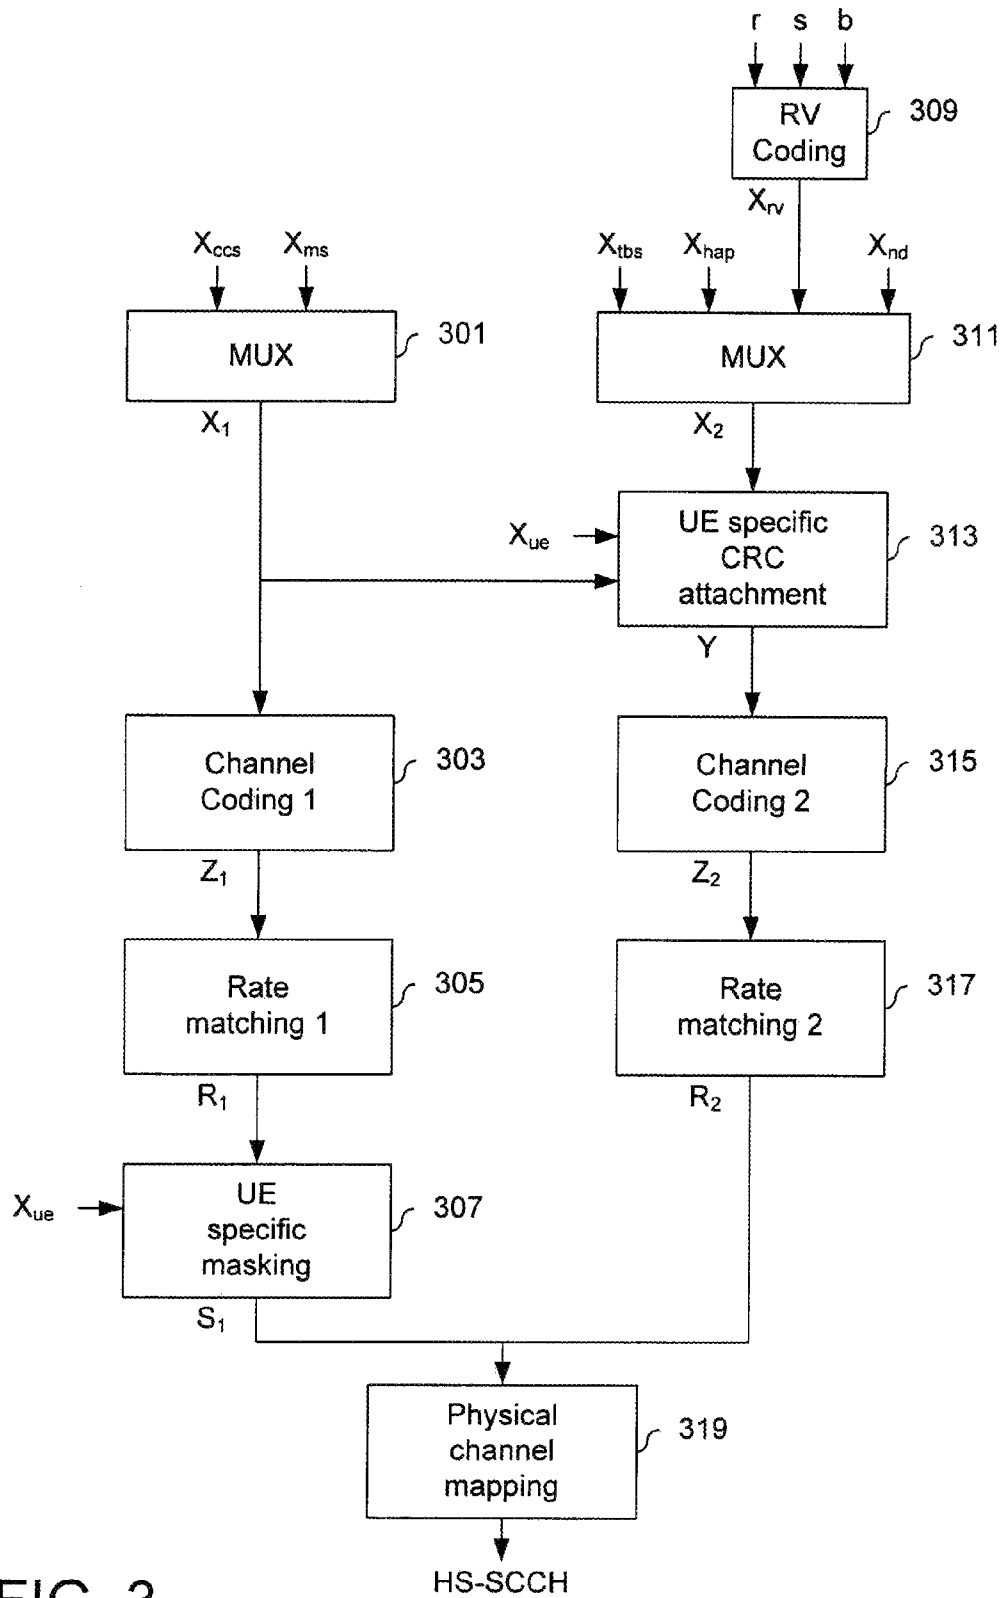 r s b
RV
Coding
309
Xrv
Xccs Xms
Xtbs Xhap Xnd
MUX
301
MUX
311
X1
X2
Xue
UE specific
CRC
attachment
313
Y
Channel
Coding 1
303
Channel
Coding 2
315
Z1
Z2
Rate
matching 1
305
Rate
matching 2
317
R1
R2
Xue
UE
specific
masking
307
S1
Physical
channel
mapping
319
HS-SCCH
FIG. 3